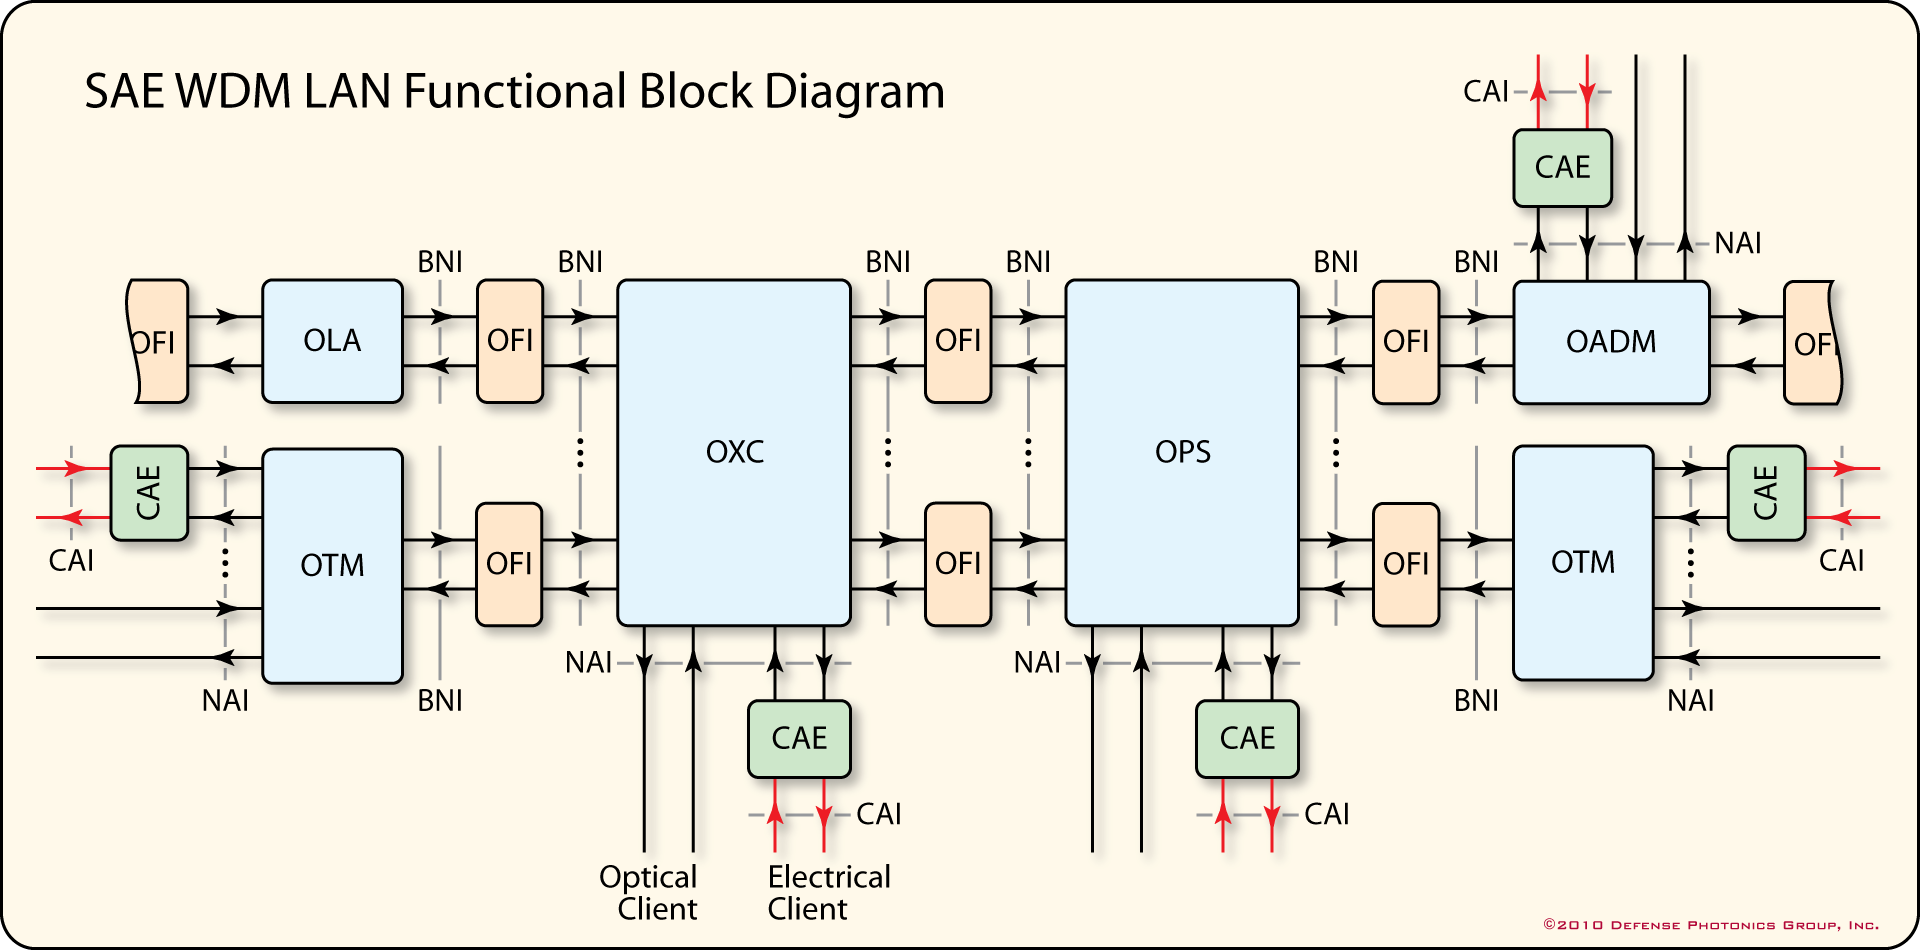 SAE WDM LAN Functional Block Diagram
CAI
CAE
NAI
BNI
BNI
BNI
BNI
BNI
BNI
OFI
OLA
OFI
OXC
OFI
OPS
OFI
OADM
OFI
CAE
CAI
NAI
OTM
BNI
OFI
OFI
OFI
BNI
OTM
CAE
CAI
NAI
NAI
CAE
CAI
NAI
CAE
CAI
Optical
Client
Electrical
Client
©2010 Defense Photonics Group, Inc.